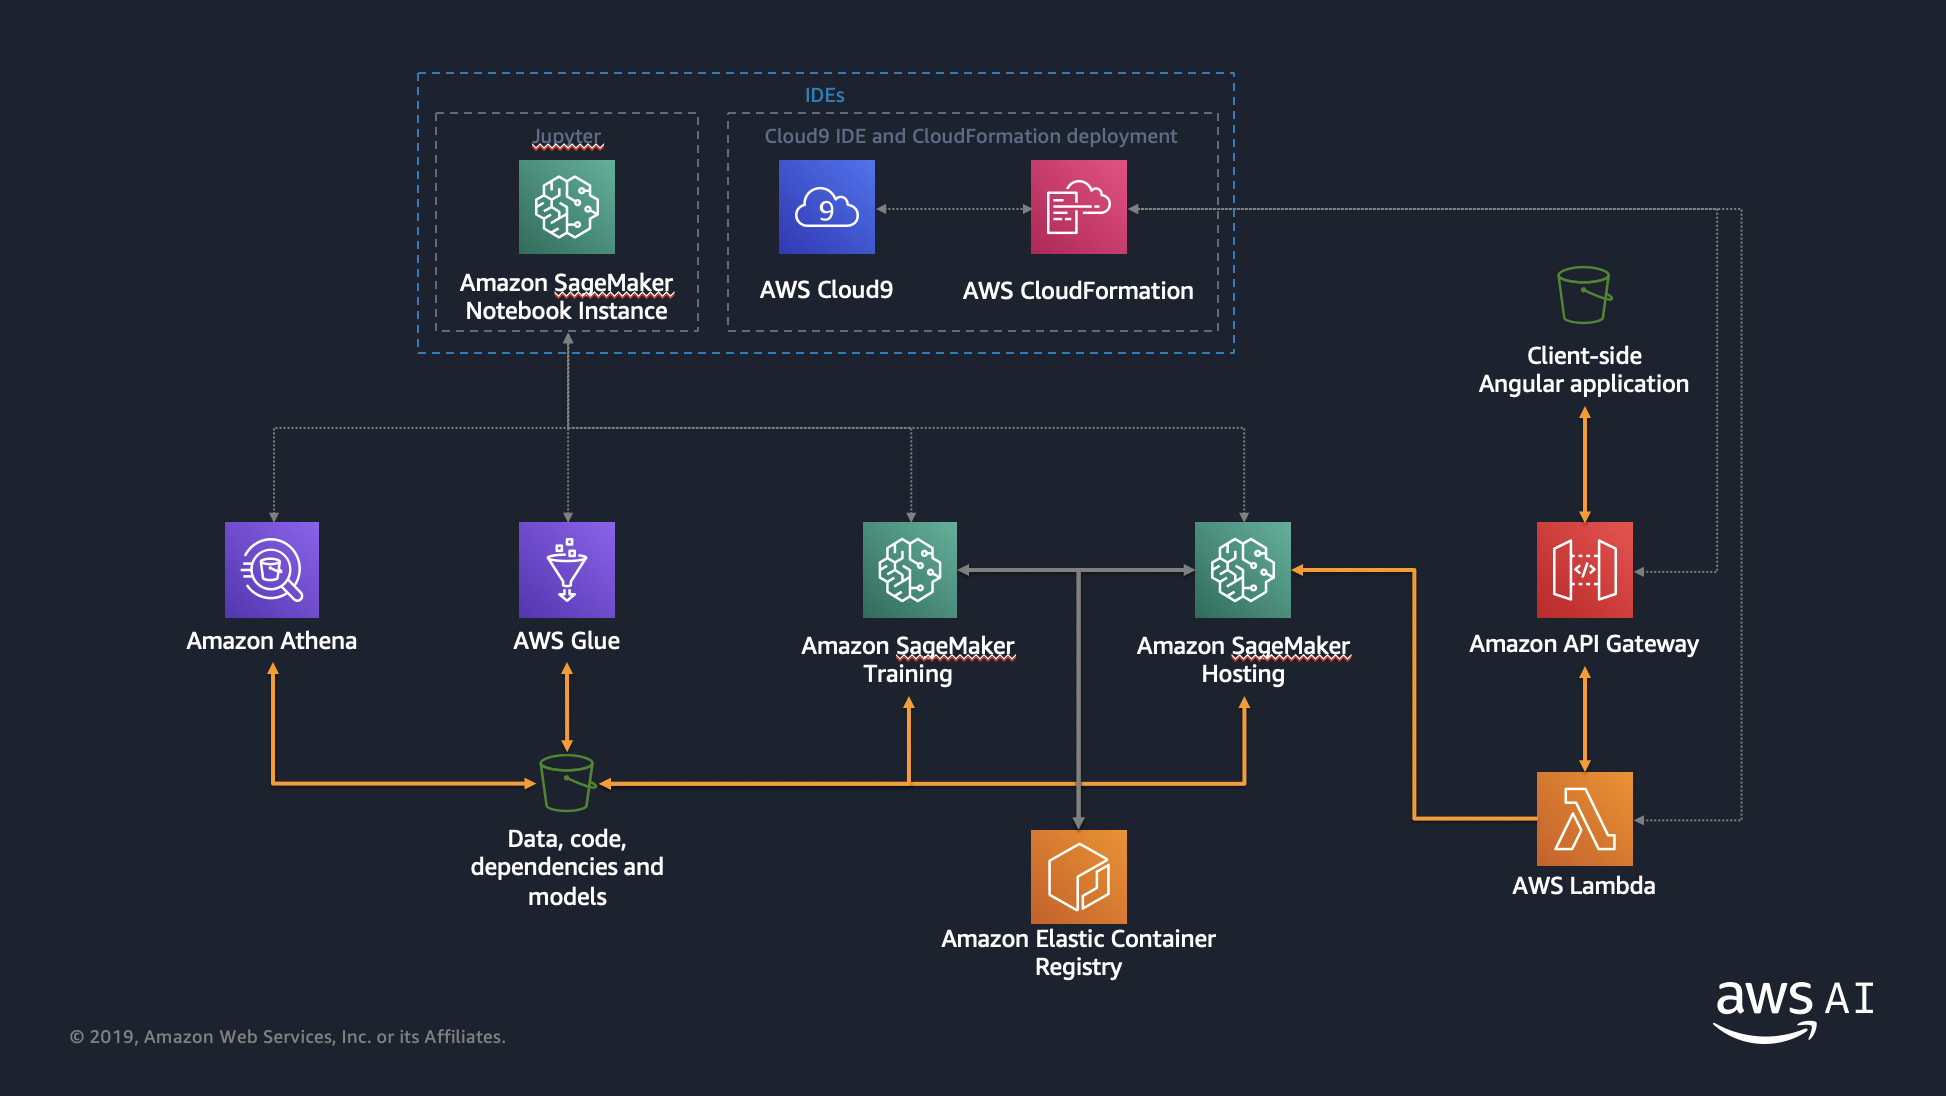 IDEs
Jupyter
Cloud9 IDE and CloudFormation deployment
9
Amazon SageMaker
Notebook Instance
AWS Cloud9
AWS CloudFormation
Client-side
Angular application
</>
Amazon Athena
AWS Glue
Amazon SageMaker
Training
Amazon SageMaker
Hosting
Amazon API Gateway
Data, code,
dependencies and
models
AWS Lambda
Amazon Elastic Container
Registry
aws AI
© 2019, Amazon Web Services, Inc. or its Affiliates.